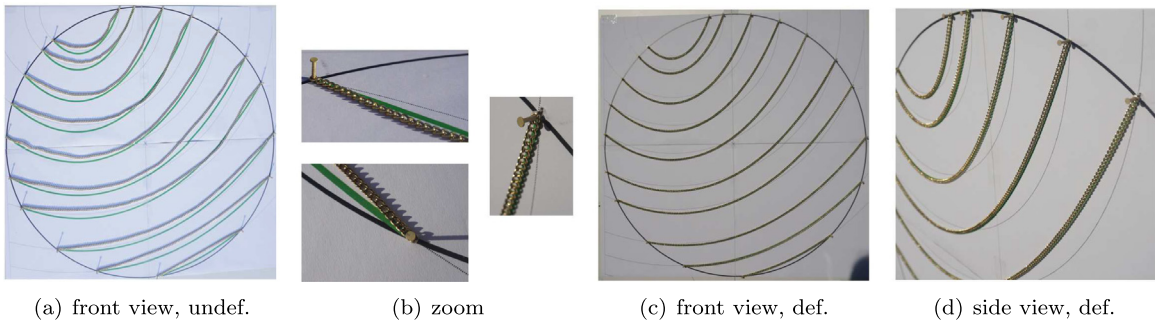 (a) front view, undef.
(b) zoom
(c) front view, def.
(d) side view, def.